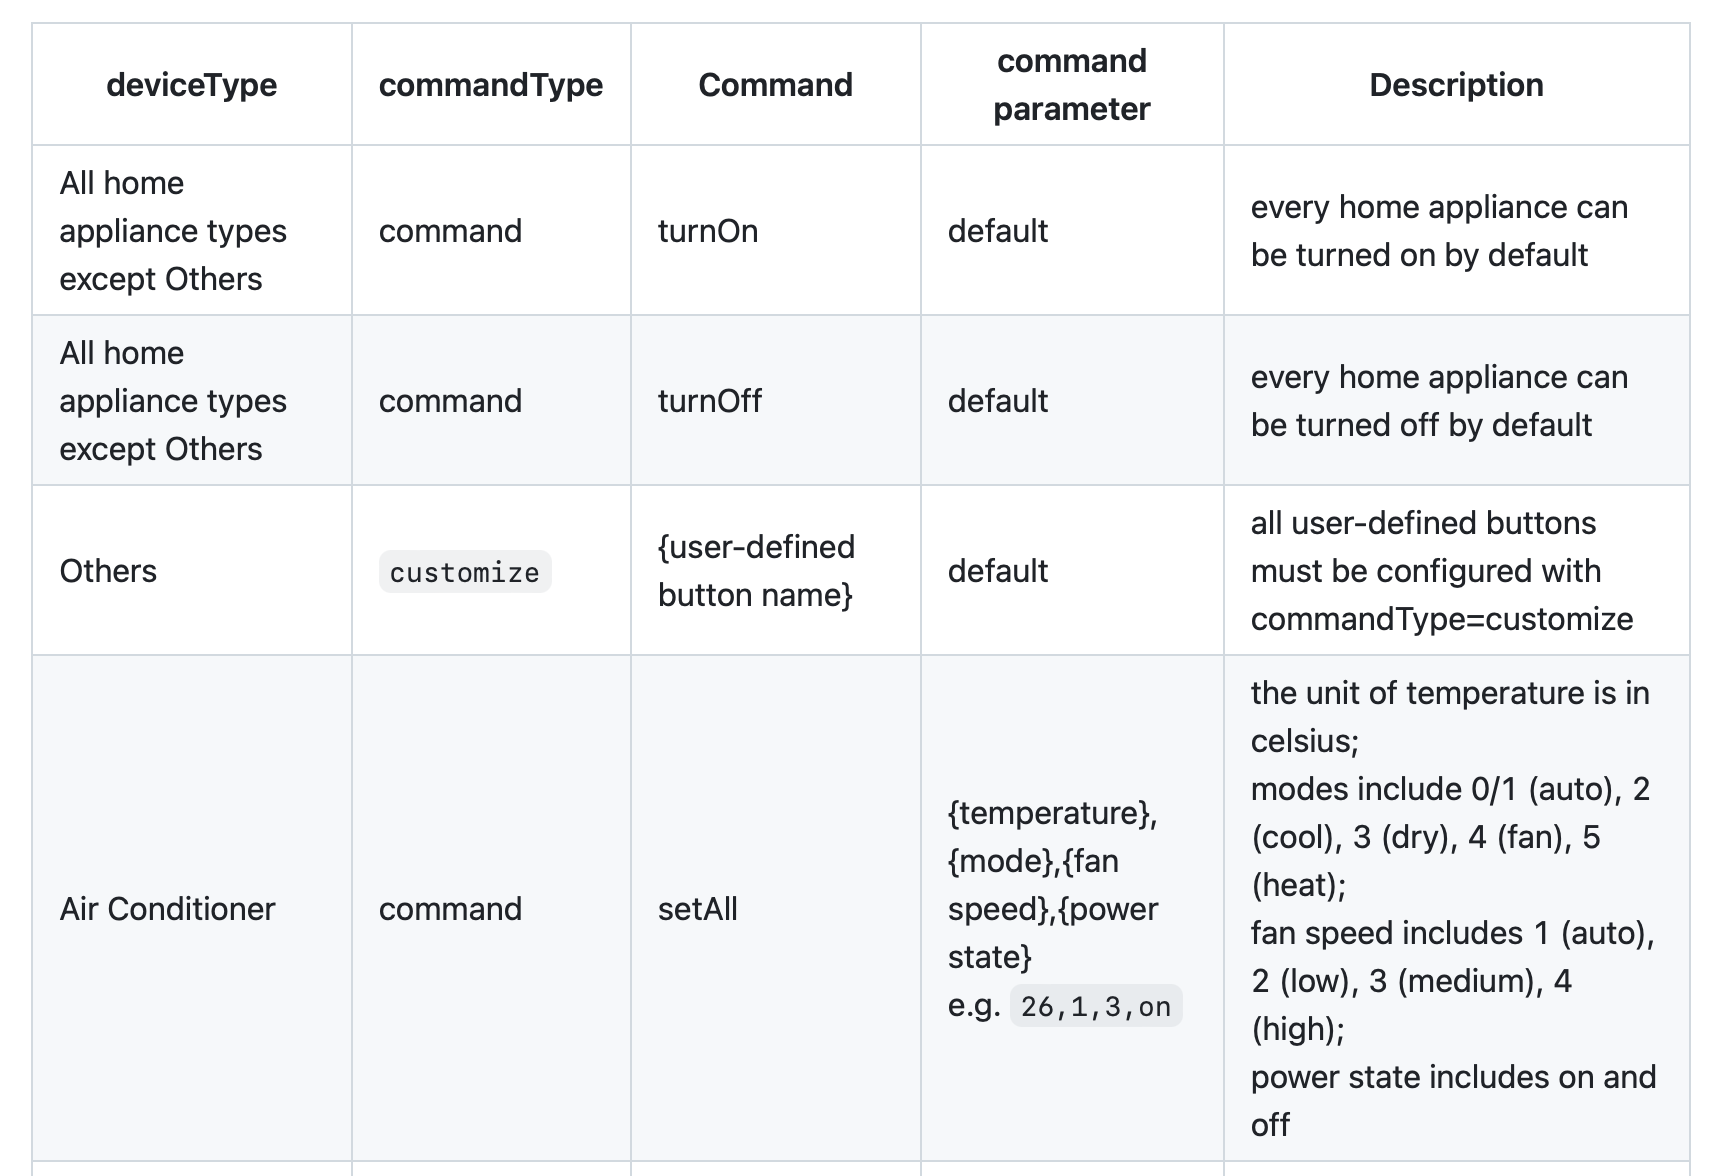 deviceType
commandType
Command
command
parameter
Description
All home
appliance types
except Others
command
turnOn
default
every home appliance can
be turned on by default
All home
appliance types
except Others
command
turnOff
default
every home appliance can
be turned off by default
Others
customize
{user-defined
button name}
default
all user-defined buttons
must be configured with
commandType=customize
Air Conditioner
command
setAll
{temperature},
{mode},{fan
speed},{power
state}
e.g. 26,1,3,on
the unit of temperature is in
celsius;
modes include 0/1 (auto), 2
(cool), 3 (dry), 4 (fan), 5
(heat);
fan speed includes 1 (auto),
2 (low), 3 (medium), 4
(high);
power state includes on and
off